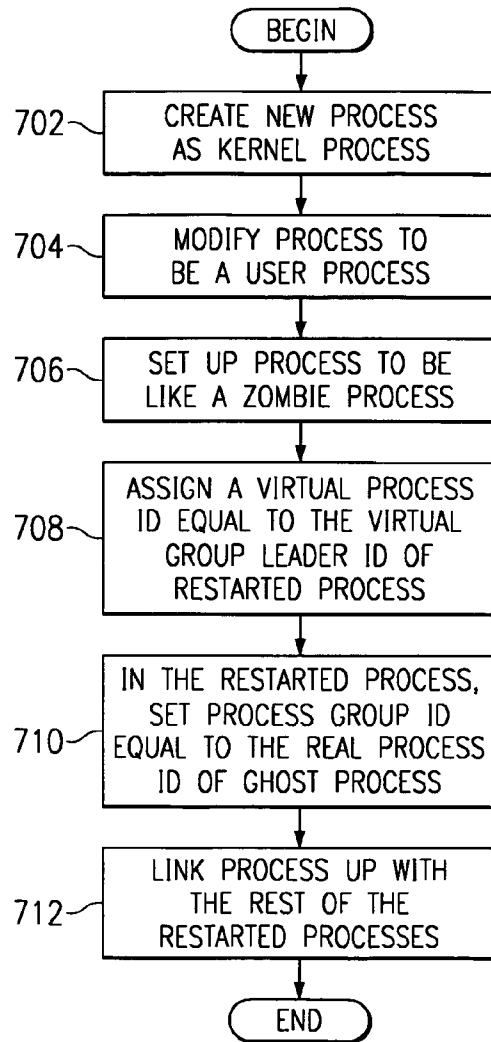 BEGIN
702
CREATE NEW PROCESS
AS KERNEL PROCESS
704
MODIFY PROCESS TO
BE A USER PROCESS
706
SET UP PROCESS TO BE
LIKE A ZOMBIE PROCESS
708
ASSIGN A VIRTUAL PROCESS
ID EQUAL TO THE VIRTUAL
GROUP LEADER ID OF
RESTARTED PROCESS
710
IN THE RESTARTED PROCESS,
SET PROCESS GROUP ID
EQUAL TO THE REAL PROCESS
ID OF GHOST PROCESS
712
LINK PROCESS UP WITH
THE REST OF THE
RESTARTED PROCESSES
END